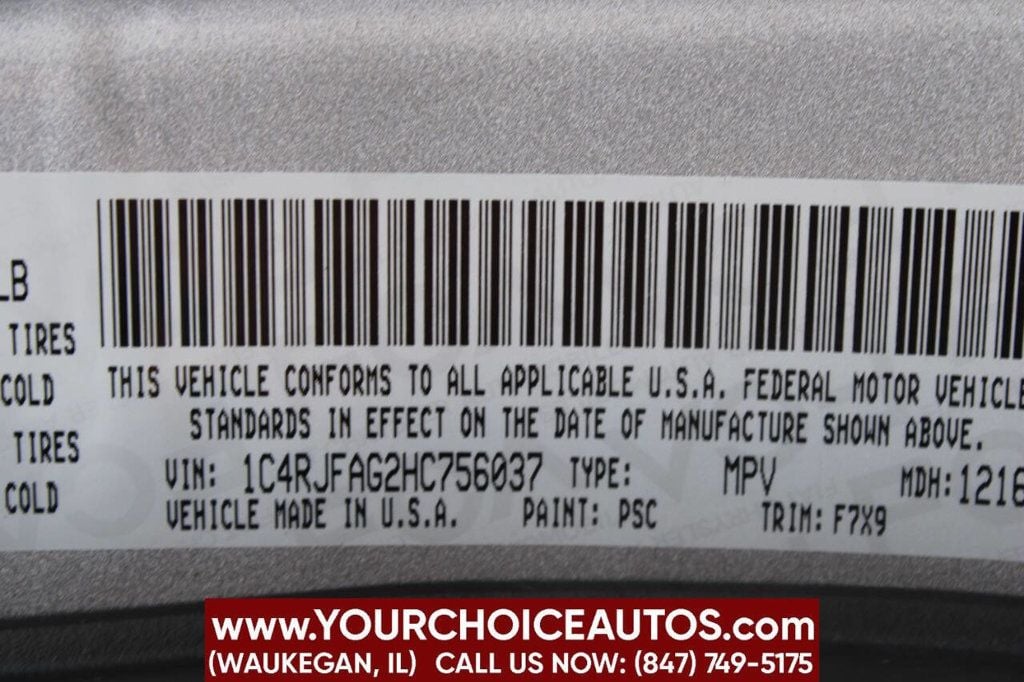 LB
TIRES
COLD
TIRES
COLD
THIS VEHICLE CONFORMS TO ALL APPLICABLE U.S.A. FEDERAL MOTOR VEHICLE
STANDARDS IN EFFECT ON THE DATE OF MANUFACTURE SHOWN ABOVE.
VIN: 1C4RJFAG2HC756037 TYPE: MPV MDH: 1216
VEHICLE MADE IN U.S.A. PAINT: PSC TRIM: F7X9
www.YOURCHOICEAUTOS.com
(WAUKEGAN, IL) CALL US NOW: (847) 749-5175